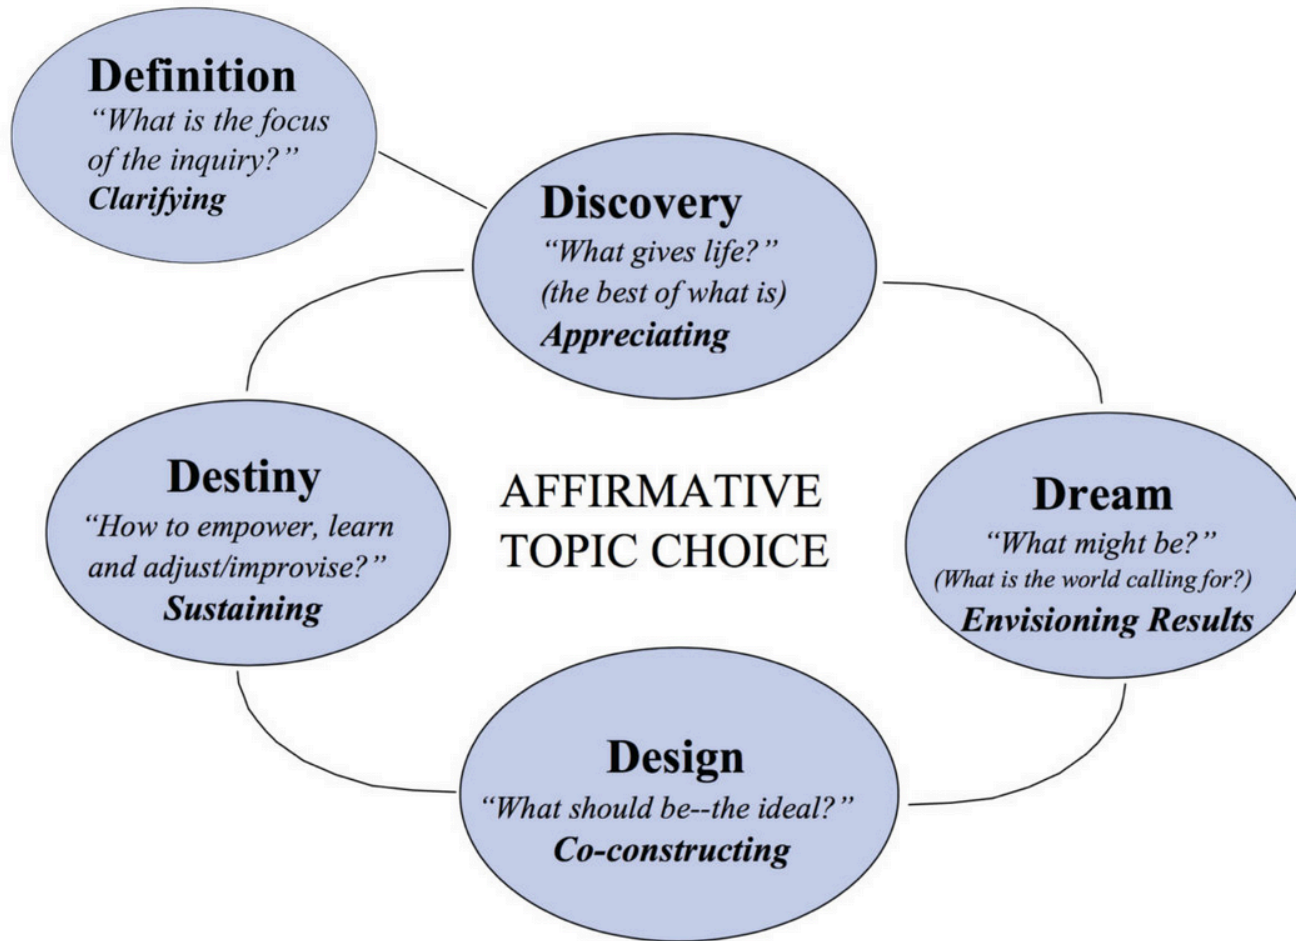 Definition
“What is the focus
of the inquiry?”
Clarifying
Discovery
“What gives life?”
(the best of what is)
Appreciating
Destiny
“How to empower, learn
and adjust/improvise?”
Sustaining
AFFIRMATIVE
TOPIC CHOICE
Dream
“What might be?”
(What is the world calling for?)
Envisioning Results
Design
“What should be--the ideal?”
Co-constructing